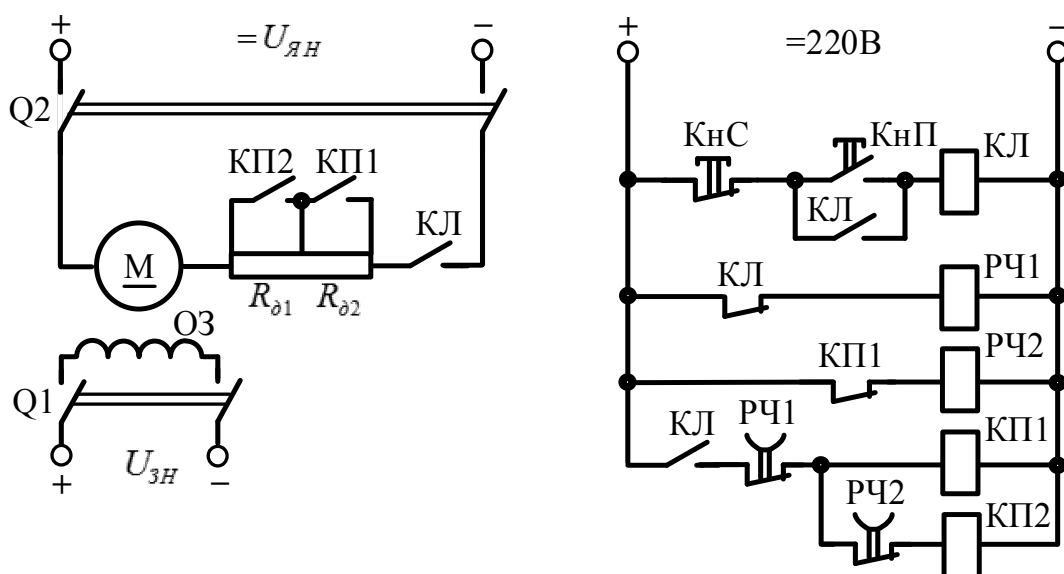 +
= U_ЯН
–
Q2
КП2
КП1
КЛ
M
R_д1
R_д2
ОЗ
Q1
+
U_ЗН
–
+
=220В
–
КнС
КнП
КЛ
КЛ
КЛ
РЧ1
КП1
РЧ2
КЛ
РЧ1
КП1
РЧ2
КП2